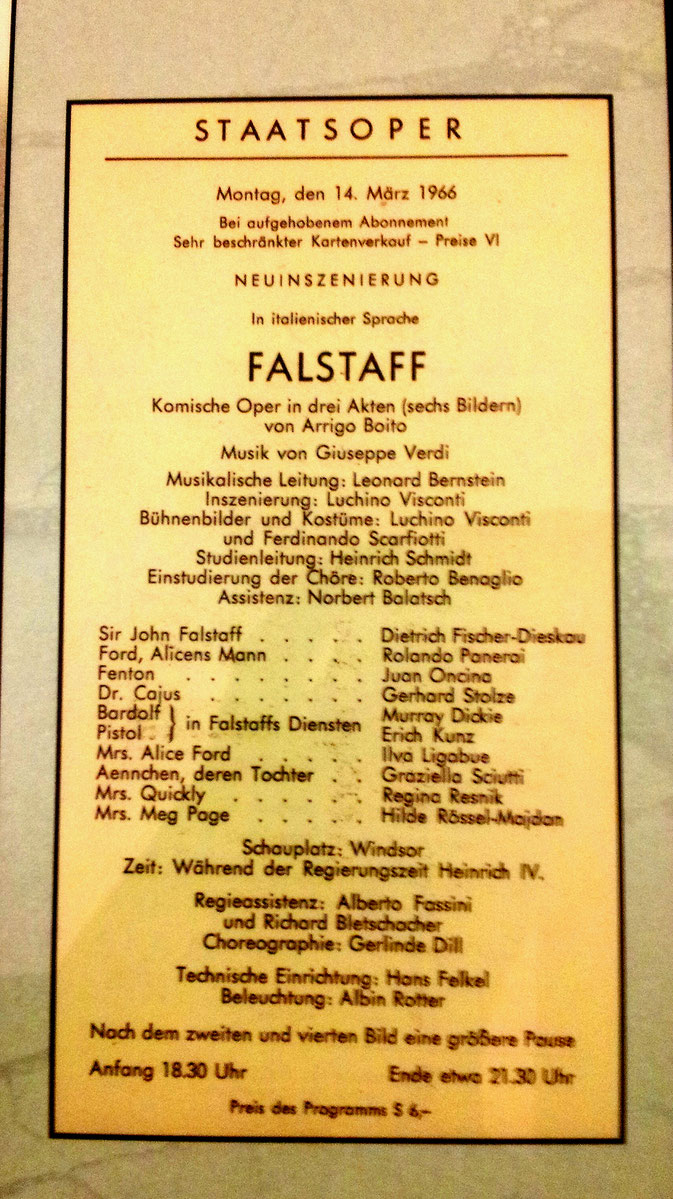 STAATSOPER
Montag, den 14. März 1966
Bei aufgehobenem Abonnement
Sehr beschränkter Kartenverkauf – Preise VI
NEUINSZENIERUNG
In italienischer Sprache
FALSTAFF
Komische Oper in drei Akten (sechs Bildern)
von Arrigo Boito
Musik von Giuseppe Verdi
Musikalische Leitung: Leonard Bernstein
Inszenierung: Luchino Visconti
Bühnenbilder und Kostüme: Luchino Visconti
und Ferdinando Scarfiotti
Studienleitung: Heinrich Schmidt
Einstudierung der Chöre: Roberto Benaglio
Assistenz: Norbert Balatsch
Sir John Falstaff . . . . . Dietrich Fischer-Dieskau
Ford, Alicens Mann . . . . Rolando Panerai
Fenton . . . . . . . . Juan Oncina
Dr. Cajus . . . . . . . Gerhard Stolze
Bardolf } in Falstaffs Diensten Murray Dickie
Pistol . } Erich Kunz
Mrs. Alice Ford . . . . . Ilva Ligabue
Aennchen, deren Tochter . . Graziella Sciutti
Mrs. Quickly . . . . . . Regina Resnik
Mrs. Meg Page . . . . . Hilde Rössel-Majdan
Schauplatz: Windsor
Zeit: Während der Regierungszeit Heinrich IV.
Regieassistenz: Alberto Fassini
und Richard Bletschacher
Choreographie: Gerlinde Dill
Technische Einrichtung: Hans Felkel
Beleuchtung: Albin Rotter
Nach dem zweiten und vierten Bild eine größere Pause
Anfang 18.30 Uhr Ende etwa 21.30 Uhr
Preis des Programms S 6,–